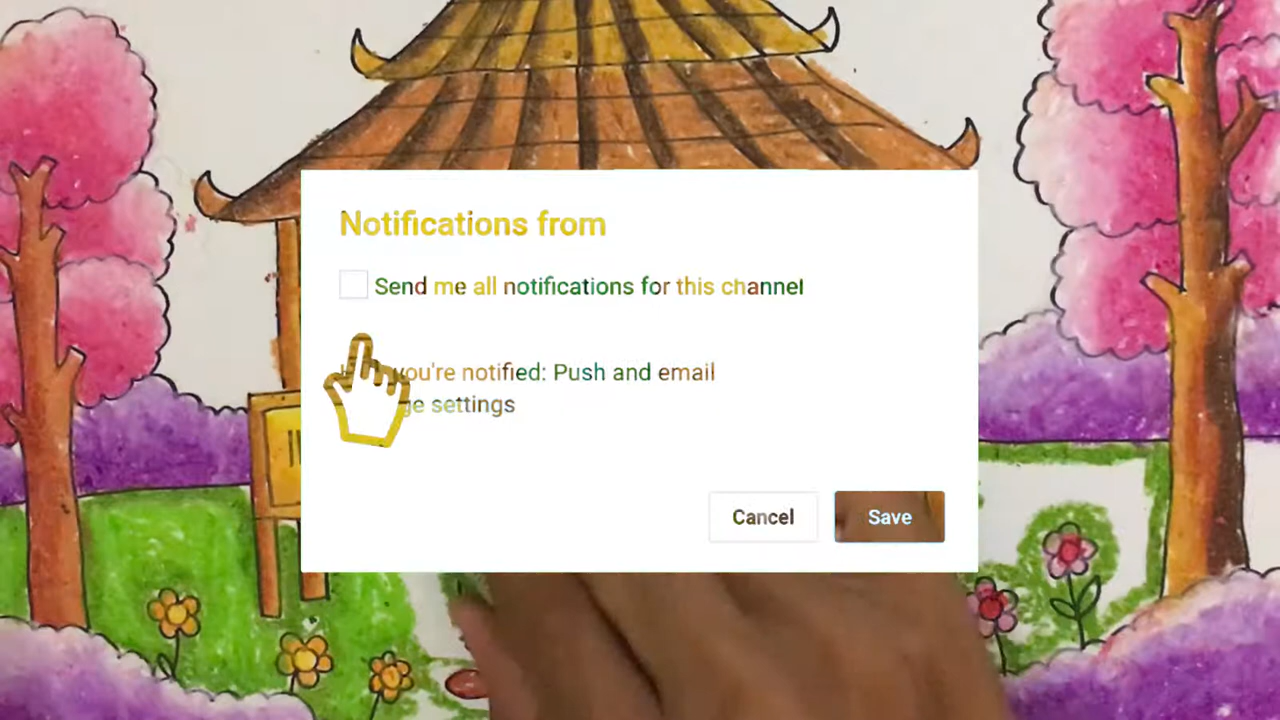 Notifications from
Send me all notifications for this channel
you're notified: Push and email
settings
Cancel
Save